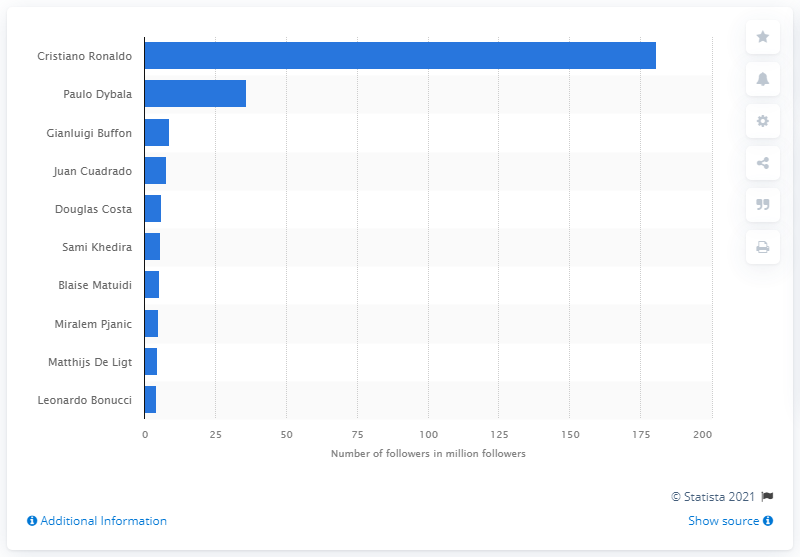 Cristiano Ronaldo
Paulo Dybala
Gianluigi Buffon
Juan Cuadrado
Douglas Costa
Sami Khedira
Blaise Matuidi
Miralem Pjanic
Matthijs De Ligt
Leonardo Bonucci
0 25 50 75 100 125 150 175 200
Number of followers in million followers
© Statista 2021
Additional Information
Show source